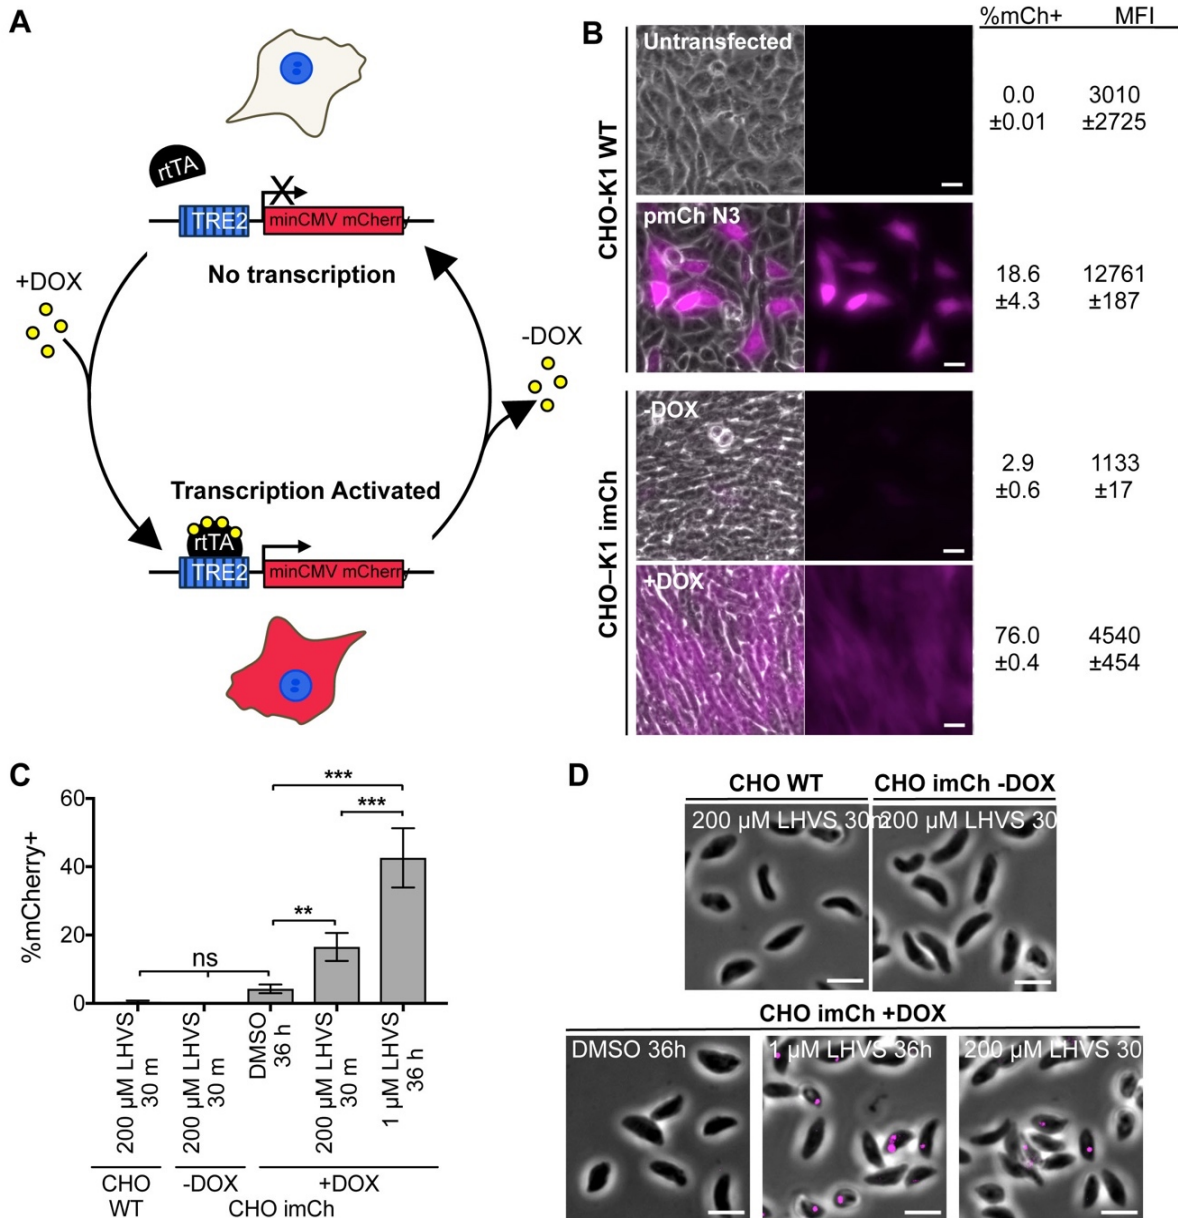 A
rtTA
TRE2
minCMV mCherry
No transcription
+DOX
-DOX
Transcription Activated
rtTA
TRE2
minCMV mCherry
B
%mCh+ MFI
CHO-K1 WT
Untransfected
0.0 3010
±0.01 ±2725
pmCh N3
18.6 12761
±4.3 ±187
CHO–K1 imCh
-DOX
2.9 1133
±0.6 ±17
+DOX
76.0 4540
±0.4 ±454
C
%mCherry+
60
40
20
0
ns
**
***
***
200 µM LHVS
30 m
200 µM LHVS
30 m
DMSO
36 h
200 µM LHVS
30 m
1 µM LHVS
36 h
CHO
WT
-DOX
+DOX
CHO imCh
D
CHO WT
CHO imCh -DOX
200 µM LHVS 30m
200 µM LHVS 30
CHO imCh +DOX
DMSO 36h
1 µM LHVS 36h
200 µM LHVS 30